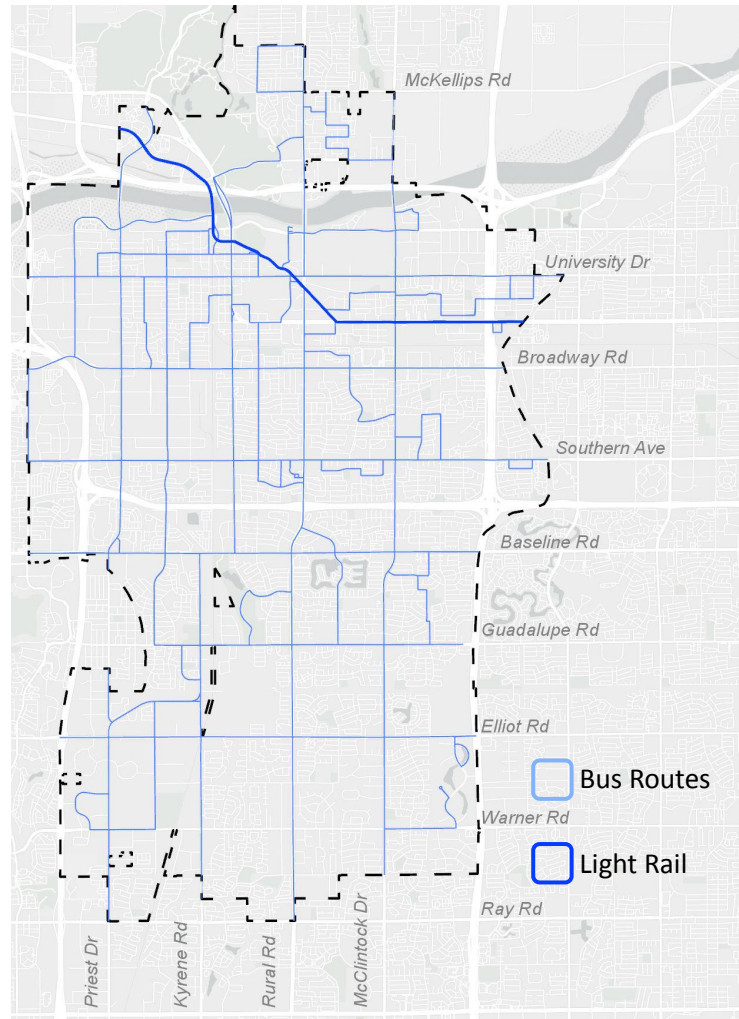 McKellips Rd
University Dr
Broadway Rd
Southern Ave
Baseline Rd
Guadalupe Rd
Elliot Rd
Bus Routes
Warner Rd
Light Rail
Ray Rd
Priest Dr
Kyrene Rd
Rural Rd
McClintock Dr